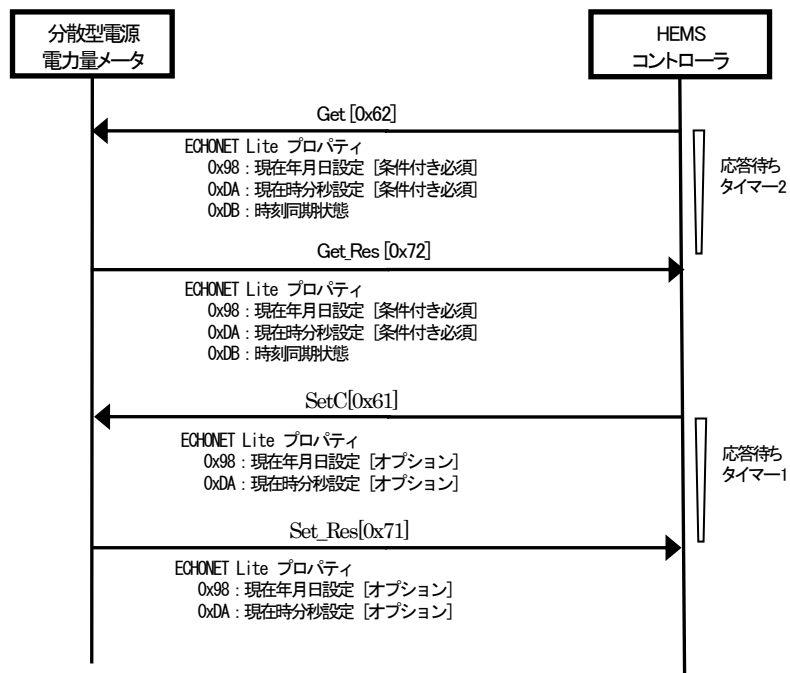 分散型電源
電力量メータ
HEMS
コントローラ
Get [0x62]
ECHONET Lite プロパティ
0x98：現在年月日設定 [条件付き必須]
0xDA：現在時分秒設定 [条件付き必須]
0xDB：時刻同期状態
応答待ち
タイマー2
Get_Res [0x72]
ECHONET Lite プロパティ
0x98：現在年月日設定 [条件付き必須]
0xDA：現在時分秒設定 [条件付き必須]
0xDB：時刻同期状態
SetC[0x61]
ECHONET Lite プロパティ
0x98：現在年月日設定 [オプション]
0xDA：現在時分秒設定 [オプション]
応答待ち
タイマー1
Set_Res[0x71]
ECHONET Lite プロパティ
0x98：現在年月日設定 [オプション]
0xDA：現在時分秒設定 [オプション]